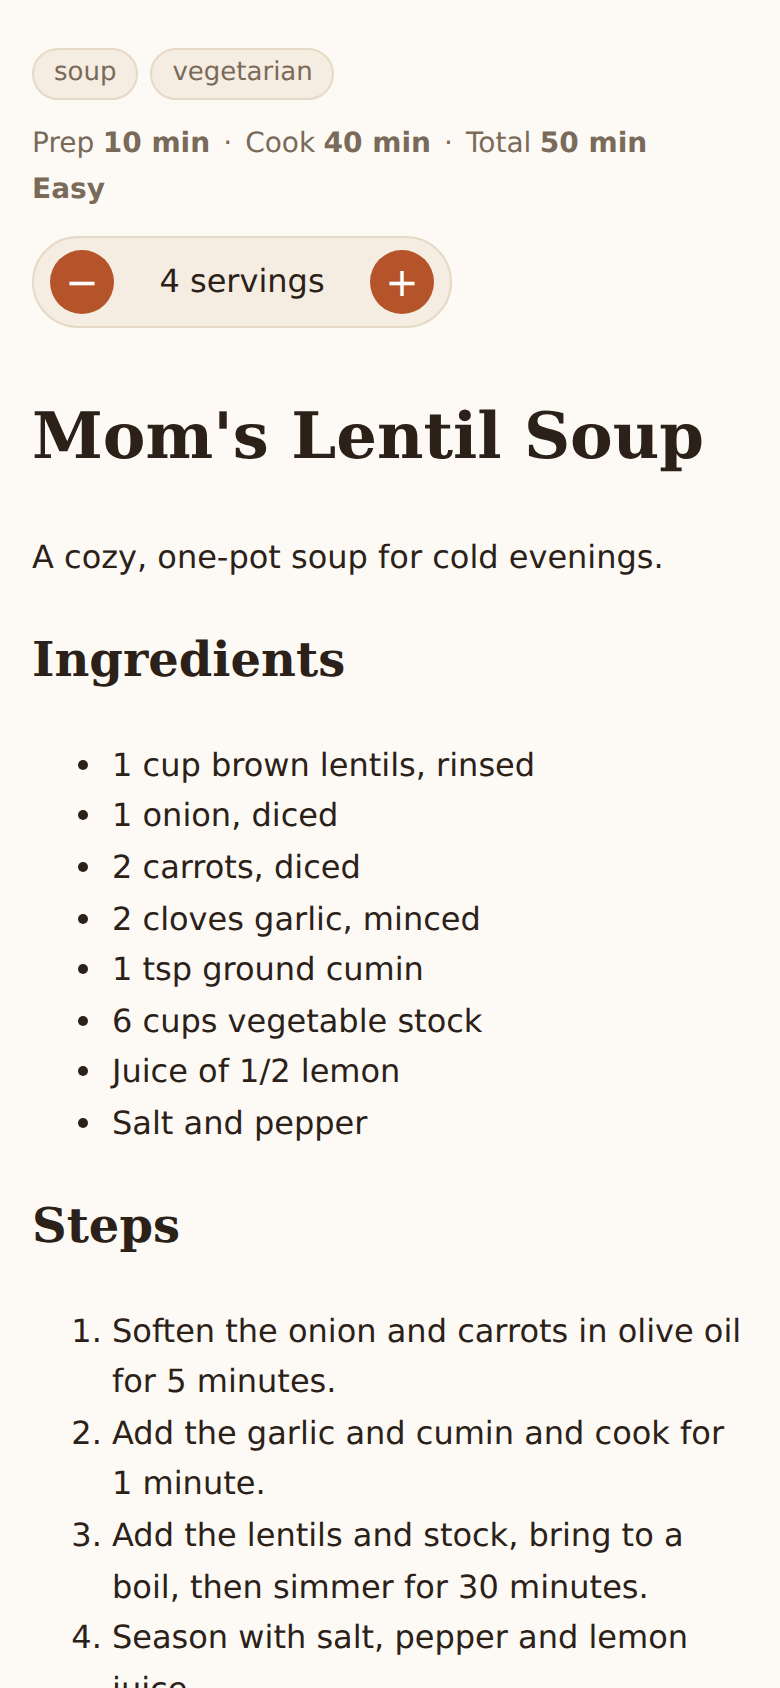 soup vegetarian
Prep 10 min · Cook 40 min · Total 50 min
Easy
− 4 servings +
Mom's Lentil Soup
A cozy, one-pot soup for cold evenings.
Ingredients
• 1 cup brown lentils, rinsed
• 1 onion, diced
• 2 carrots, diced
• 2 cloves garlic, minced
• 1 tsp ground cumin
• 6 cups vegetable stock
• Juice of 1/2 lemon
• Salt and pepper
Steps
1. Soften the onion and carrots in olive oil
for 5 minutes.
2. Add the garlic and cumin and cook for
1 minute.
3. Add the lentils and stock, bring to a
boil, then simmer for 30 minutes.
4. Season with salt, pepper and lemon
juice